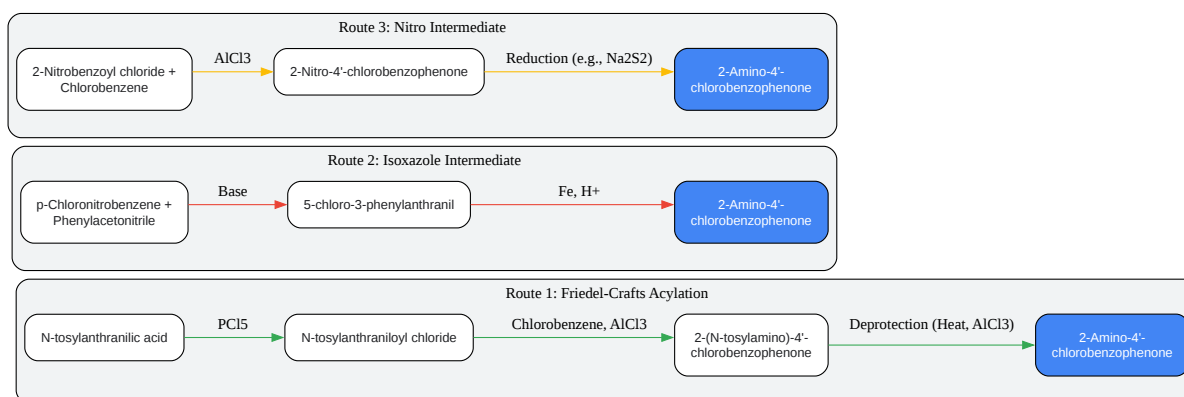 Route 3: Nitro Intermediate
2-Nitrobenzoyl chloride +
Chlorobenzene
AlCl3
2-Nitro-4'-chlorobenzophenone
Reduction (e.g., Na2S2)
2-Amino-4'-
chlorobenzophenone
Route 2: Isoxazole Intermediate
p-Chloronitrobenzene +
Phenylacetonitrile
Base
5-chloro-3-phenylanthranil
Fe, H+
2-Amino-4'-
chlorobenzophenone
Route 1: Friedel-Crafts Acylation
N-tosylanthranilic acid
PCl5
N-tosylanthraniloyl chloride
Chlorobenzene, AlCl3
2-(N-tosylamino)-4'-
chlorobenzophenone
Deprotection (Heat, AlCl3)
2-Amino-4'-
chlorobenzophenone